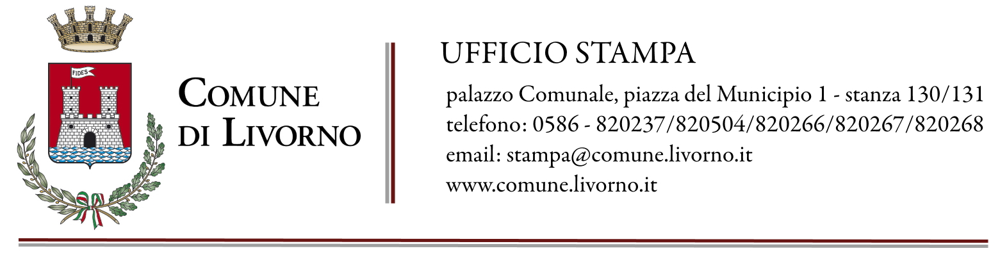 FIDES
COMUNE
DI LIVORNO
UFFICIO STAMPA
palazzo Comunale, piazza del Municipio 1 - stanza 130/131
telefono: 0586 - 820237/820504/820266/820267/820268
email: stampa@comune.livorno.it
www.comune.livorno.it